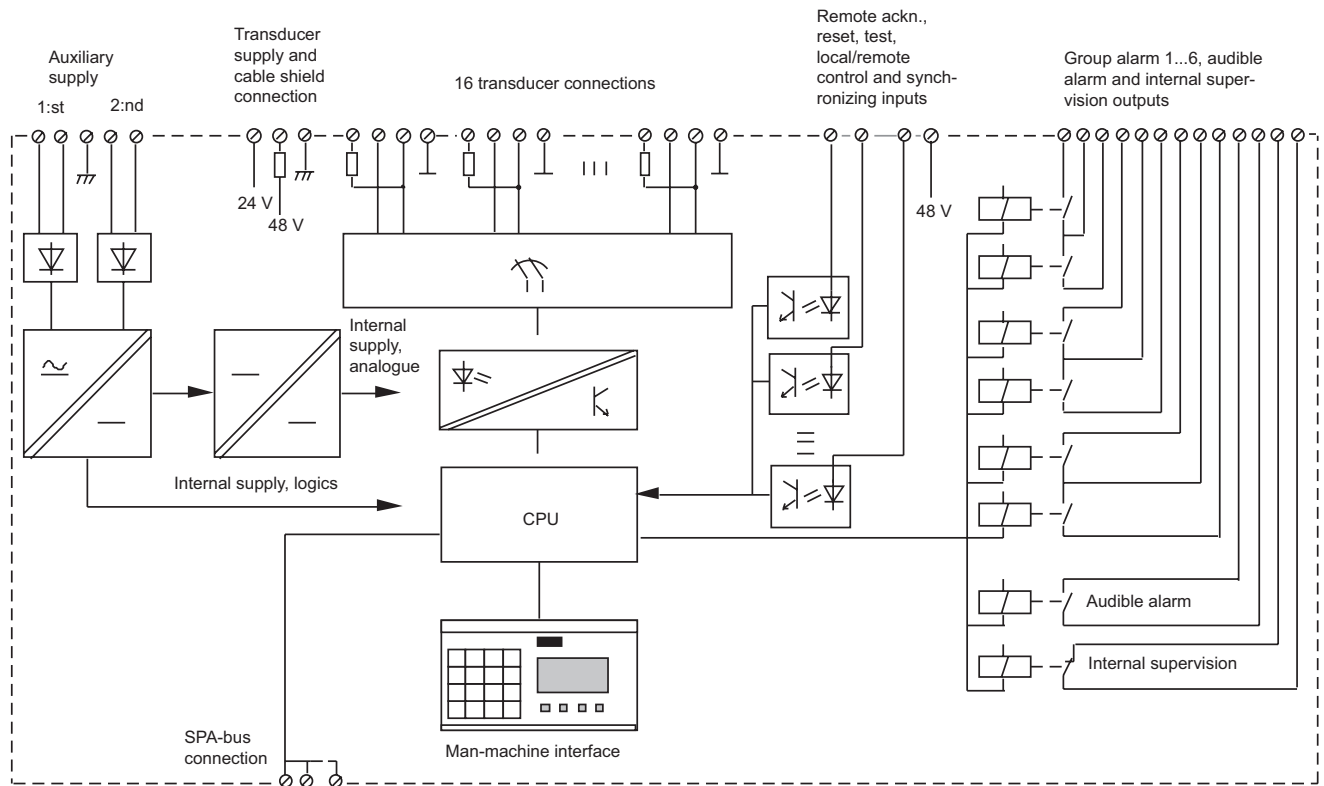 Auxiliary
supply
1:st
2:nd
Transducer
supply and
cable shield
connection
16 transducer connections
Remote ackn.,
reset, test,
local/remote
control and synch-
ronizing inputs
Group alarm 1...6, audible
alarm and internal super-
vision outputs
24 V
48 V
48 V
Internal
supply,
analogue
Internal supply, logics
CPU
Audible alarm
Internal supervision
SPA-bus
connection
Man-machine interface